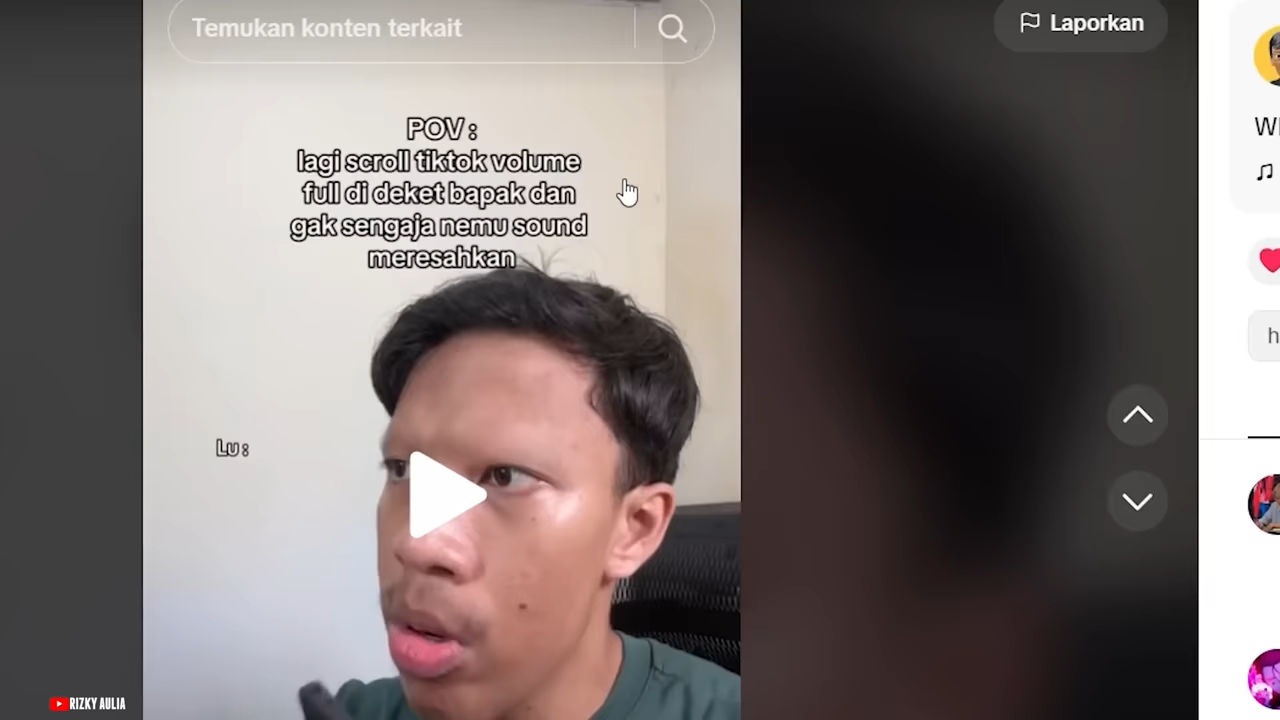 Temukan konten terkait
Laporkan
POV :
lagi scroll tiktok volume
full di deket bapak dan
gak sengaja nemu sound
meresahkan
Lu :
RIZKY AULIA